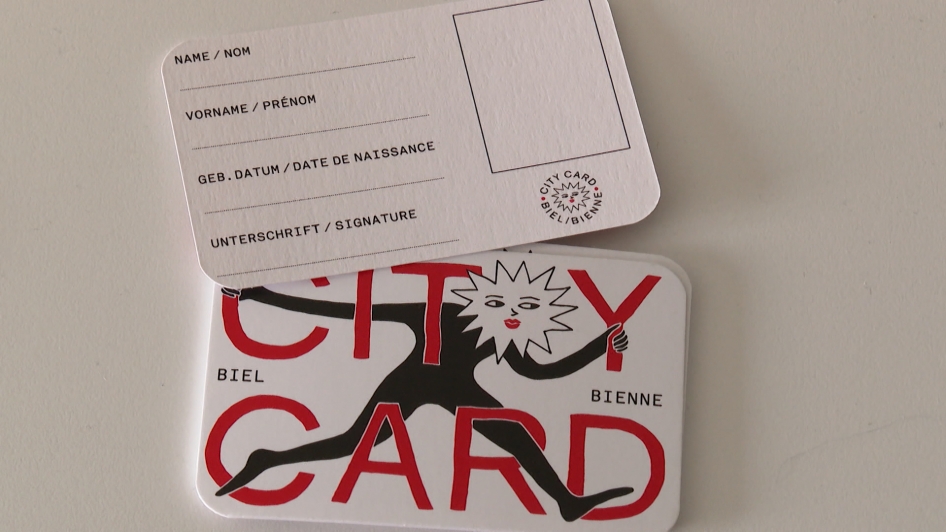 NAME / NOM
VORNAME / PRÉNOM
GEB.DATUM / DATE DE NAISSANCE
UNTERSCHRIFT / SIGNATURE
CITY CARD
BIEL/BIENNE
CITY
BIEL
BIENNE
CARD